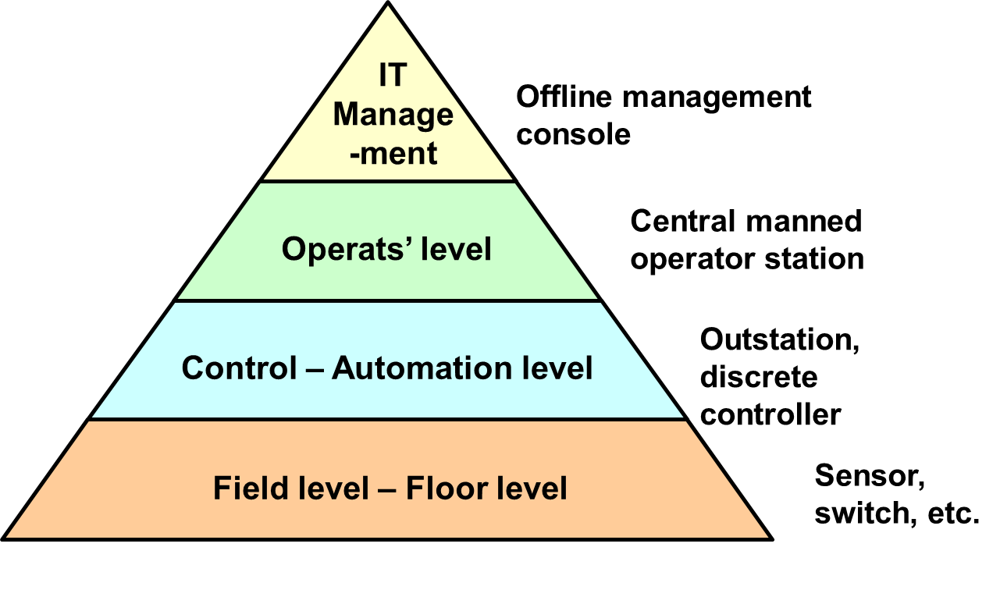 IT
Manage
-ment
Offline management
console
Operats’ level
Central manned
operator station
Control – Automation level
Outstation,
discrete
controller
Field level – Floor level
Sensor,
switch, etc.